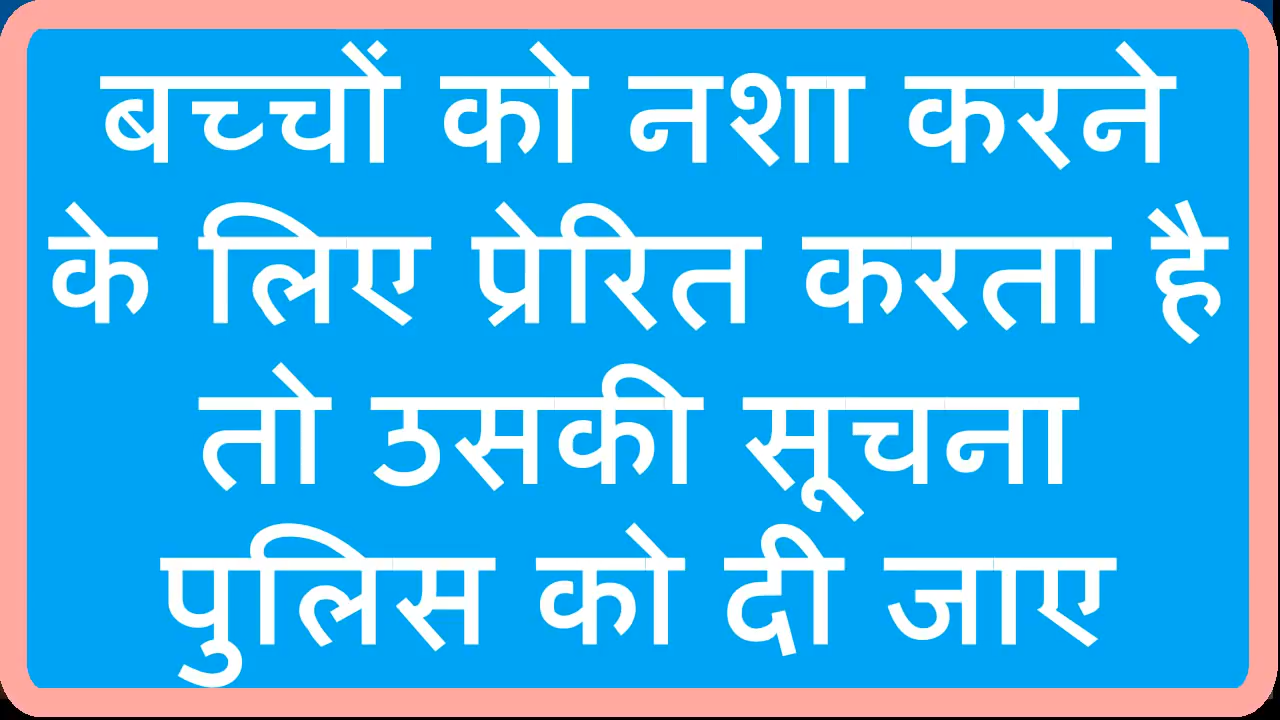 बच्चों को नशा करने
के लिए प्रेरित करता है
तो उसकी सूचना
पुलिस को दी जाए